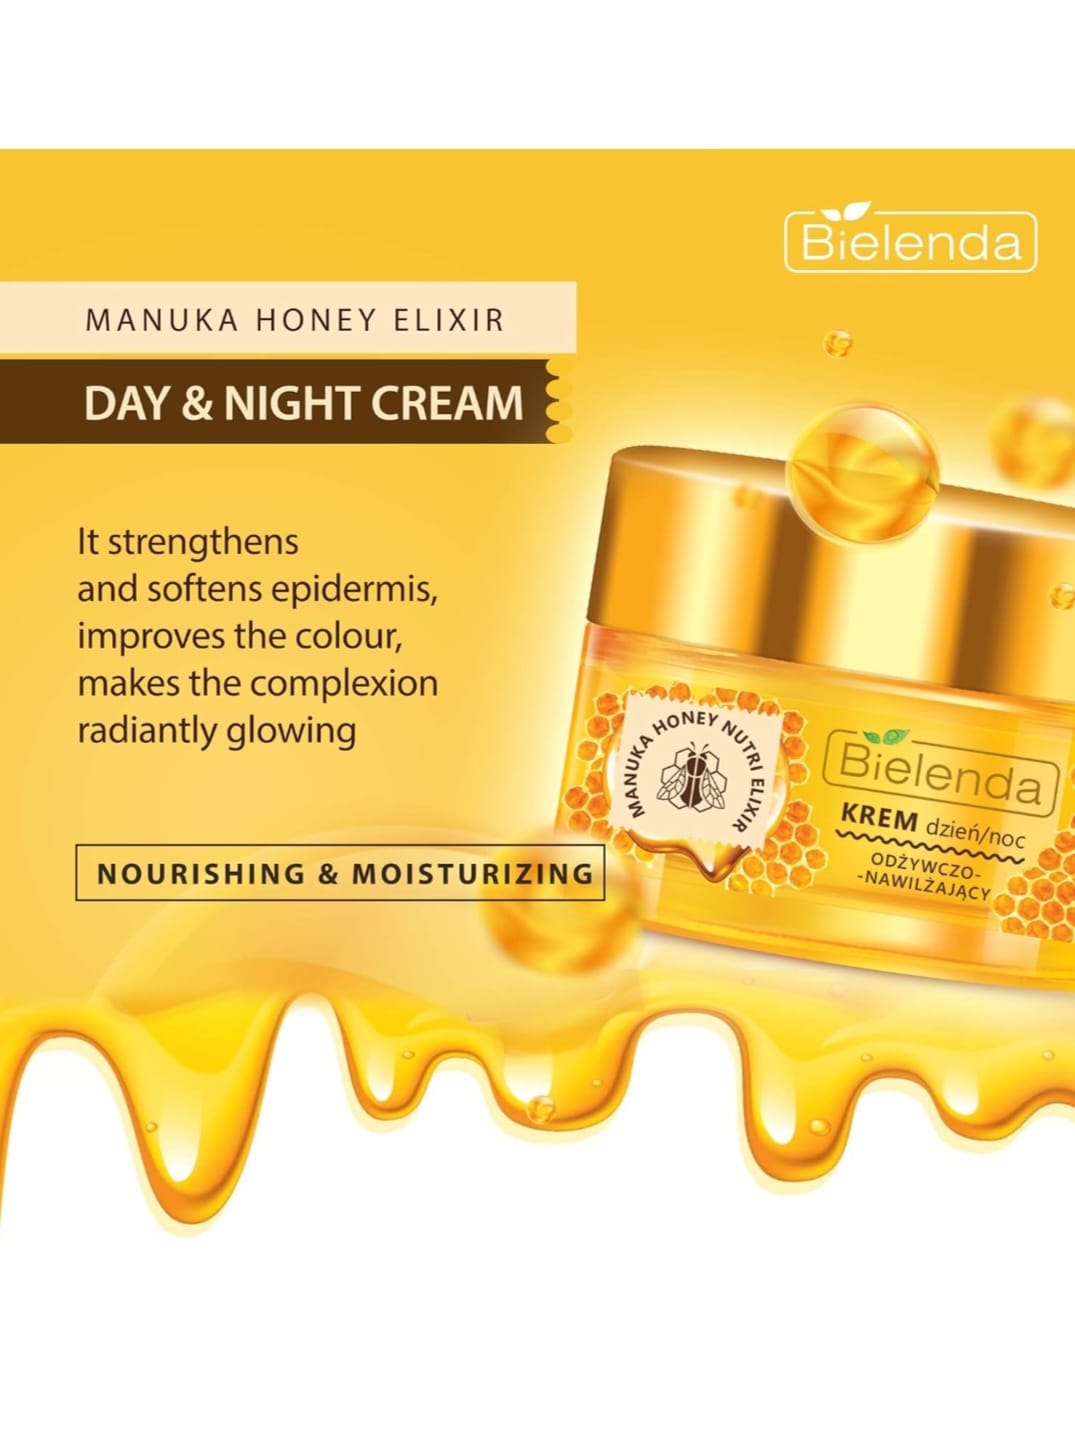 Bielenda
MANUKA HONEY ELIXIR
DAY & NIGHT CREAM
It strengthens
and softens epidermis,
improves the colour,
makes the complexion
radiantly glowing
NOURISHING & MOISTURIZING
MANUKA HONEY NUTRI ELIXIR
Bielenda
KREM dzień/noc
ODŻYWCZO-
-NAWILŻAJĄCY